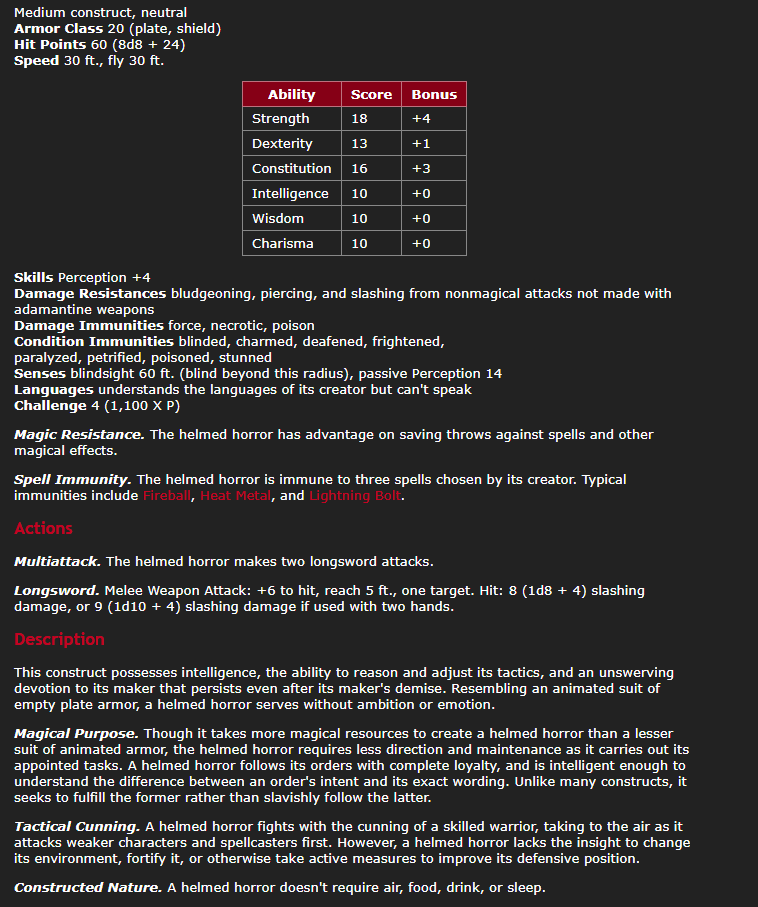 Medium construct, neutral
Armor Class 20 (plate, shield)
Hit Points 60 (8d8 + 24)
Speed 30 ft., fly 30 ft.
Ability Score Bonus
Strength 18 +4
Dexterity 13 +1
Constitution 16 +3
Intelligence 10 +0
Wisdom 10 +0
Charisma 10 +0
Skills Perception +4
Damage Resistances bludgeoning, piercing, and slashing from nonmagical attacks not made with
adamantine weapons
Damage Immunities force, necrotic, poison
Condition Immunities blinded, charmed, deafened, frightened,
paralyzed, petrified, poisoned, stunned
Senses blindsight 60 ft. (blind beyond this radius), passive Perception 14
Languages understands the languages of its creator but can't speak
Challenge 4 (1,100 X P)
Magic Resistance. The helmed horror has advantage on saving throws against spells and other
magical effects.
Spell Immunity. The helmed horror is immune to three spells chosen by its creator. Typical
immunities include Fireball, Heat Metal, and Lightning Bolt.
Actions
Multiattack. The helmed horror makes two longsword attacks.
Longsword. Melee Weapon Attack: +6 to hit, reach 5 ft., one target. Hit: 8 (1d8 + 4) slashing
damage, or 9 (1d10 + 4) slashing damage if used with two hands.
Description
This construct possesses intelligence, the ability to reason and adjust its tactics, and an unswerving
devotion to its maker that persists even after its maker's demise. Resembling an animated suit of
empty plate armor, a helmed horror serves without ambition or emotion.
Magical Purpose. Though it takes more magical resources to create a helmed horror than a lesser
suit of animated armor, the helmed horror requires less direction and maintenance as it carries out its
appointed tasks. A helmed horror follows its orders with complete loyalty, and is intelligent enough to
understand the difference between an order's intent and its exact wording. Unlike many constructs, it
seeks to fulfill the former rather than slavishly follow the latter.
Tactical Cunning. A helmed horror fights with the cunning of a skilled warrior, taking to the air as it
attacks weaker characters and spellcasters first. However, a helmed horror lacks the insight to change
its environment, fortify it, or otherwise take active measures to improve its defensive position.
Constructed Nature. A helmed horror doesn't require air, food, drink, or sleep.